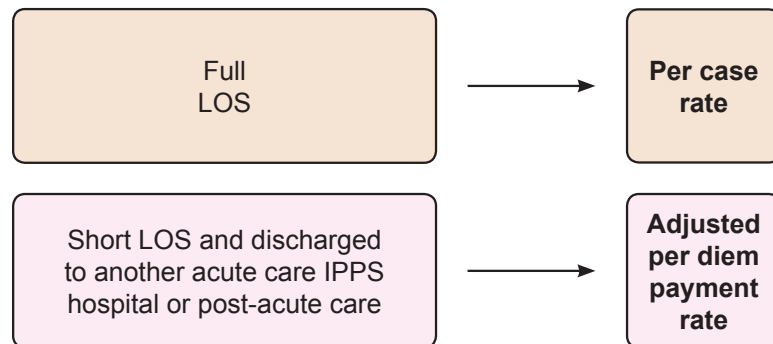 Full
LOS
Per case
rate
Short LOS and discharged
to another acute care IPPS
hospital or post-acute care
Adjusted
per diem
payment
rate